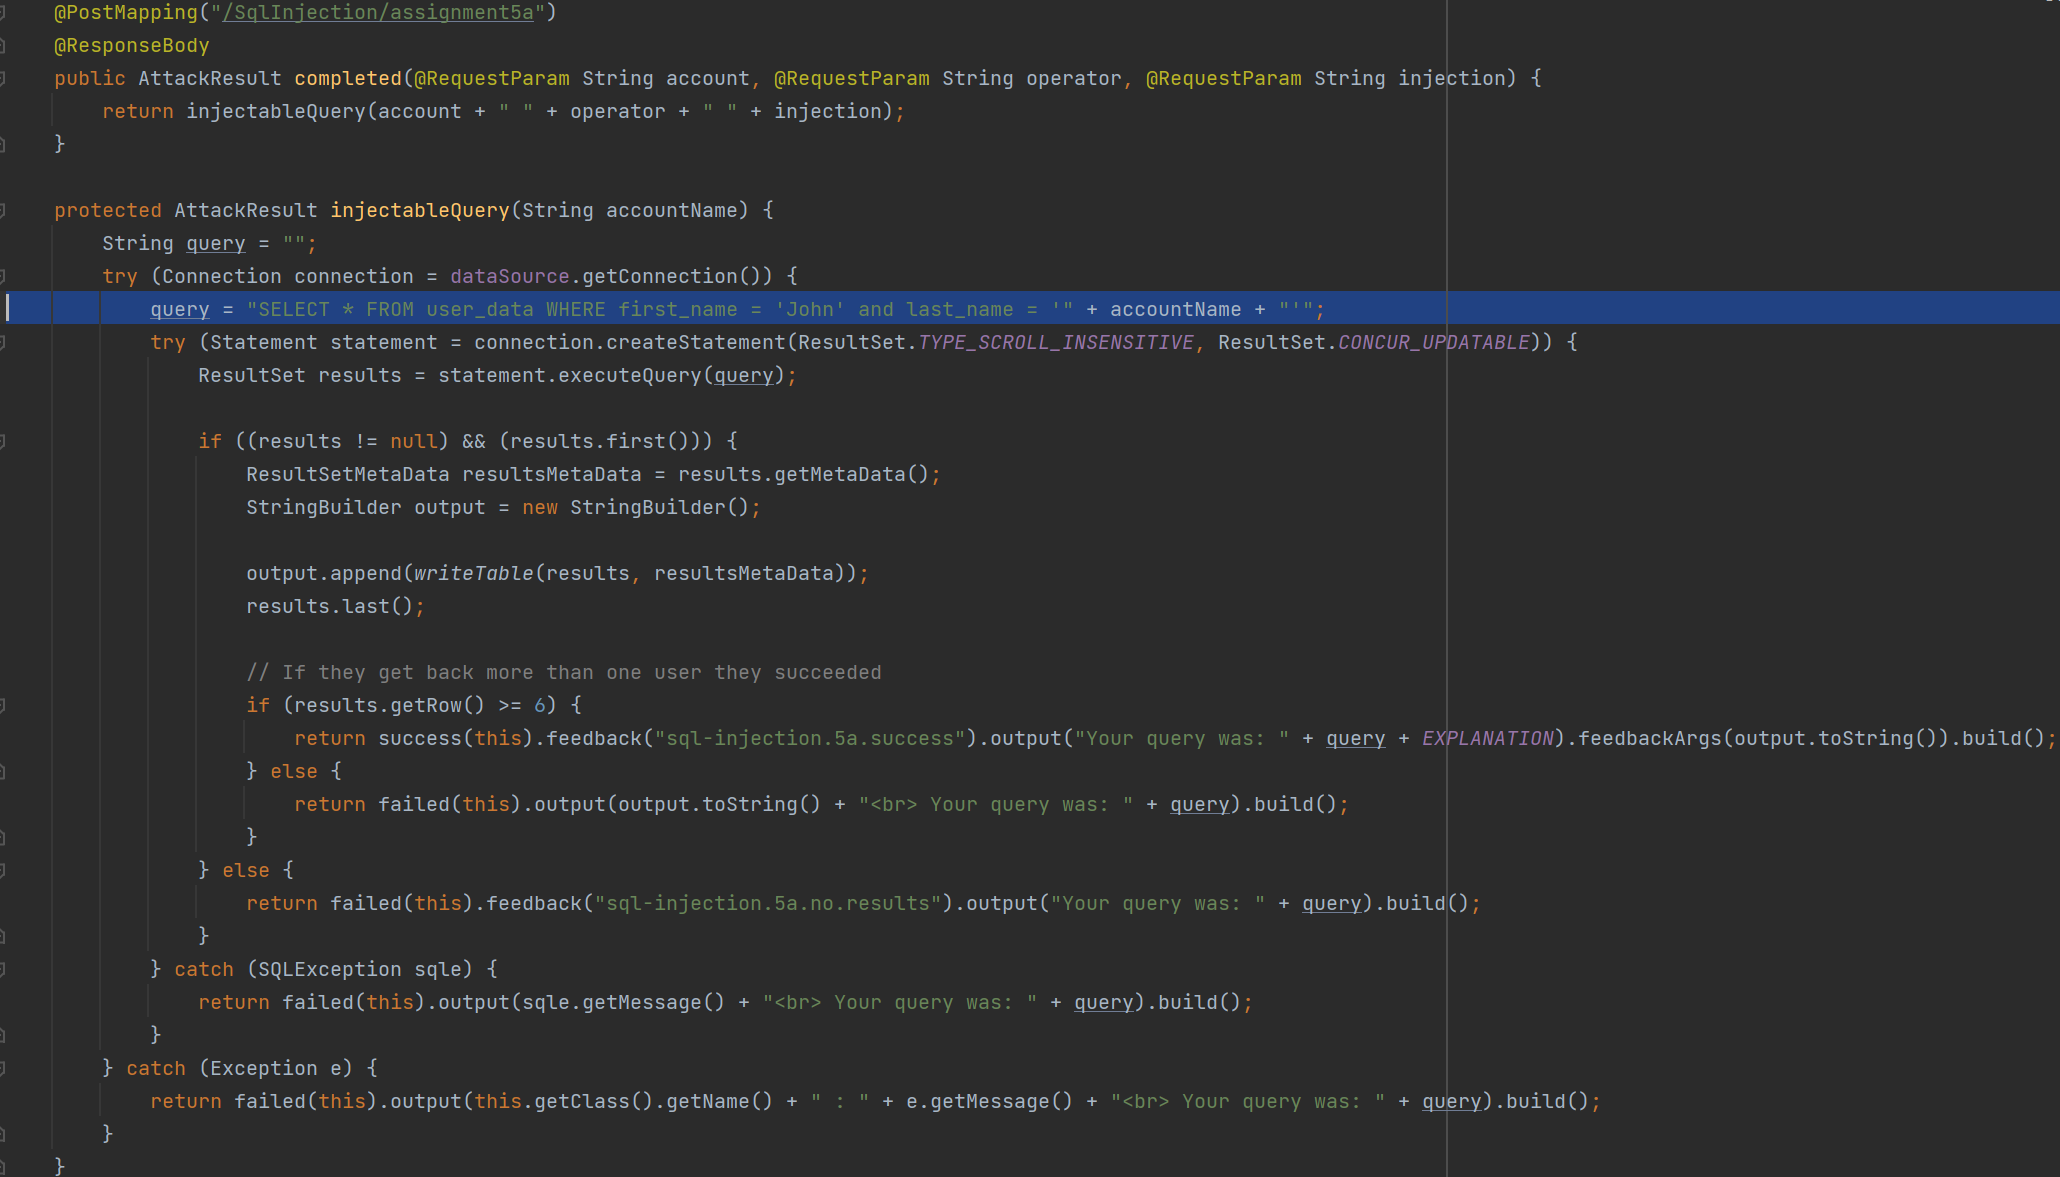 @PostMapping("/SqlInjection/assignment5a")
@ResponseBody
public AttackResult completed(@RequestParam String account, @RequestParam String operator, @RequestParam String injection) {
    return injectableQuery(account + " " + operator + " " + injection);
}
protected AttackResult injectableQuery(String accountName) {
    String query = "";
    try (Connection connection = dataSource.getConnection()) {
        query = "SELECT * FROM user_data WHERE first_name = 'John' and last_name = '" + accountName + "'";
        try (Statement statement = connection.createStatement(ResultSet.TYPE_SCROLL_INSENSITIVE, ResultSet.CONCUR_UPDATABLE)) {
            ResultSet results = statement.executeQuery(query);
            if ((results != null) && (results.first())) {
                ResultSetMetaData resultsMetaData = results.getMetaData();
                StringBuilder output = new StringBuilder();
                output.append(writeTable(results, resultsMetaData));
                results.last();
                // If they get back more than one user they succeeded
                if (results.getRow() >= 6) {
                    return success(this).feedback("sql-injection.5a.success").output("Your query was: " + query + EXPLANATION).feedbackArgs(output.toString()).build();
                } else {
                    return failed(this).output(output.toString() + "<br> Your query was: " + query).build();
                }
            } else {
                return failed(this).feedback("sql-injection.5a.no.results").output("Your query was: " + query).build();
            }
        } catch (SQLException sqle) {
            return failed(this).output(sqle.getMessage() + "<br> Your query was: " + query).build();
        }
    } catch (Exception e) {
        return failed(this).output(this.getClass().getName() + " : " + e.getMessage() + "<br> Your query was: " + query).build();
    }
}